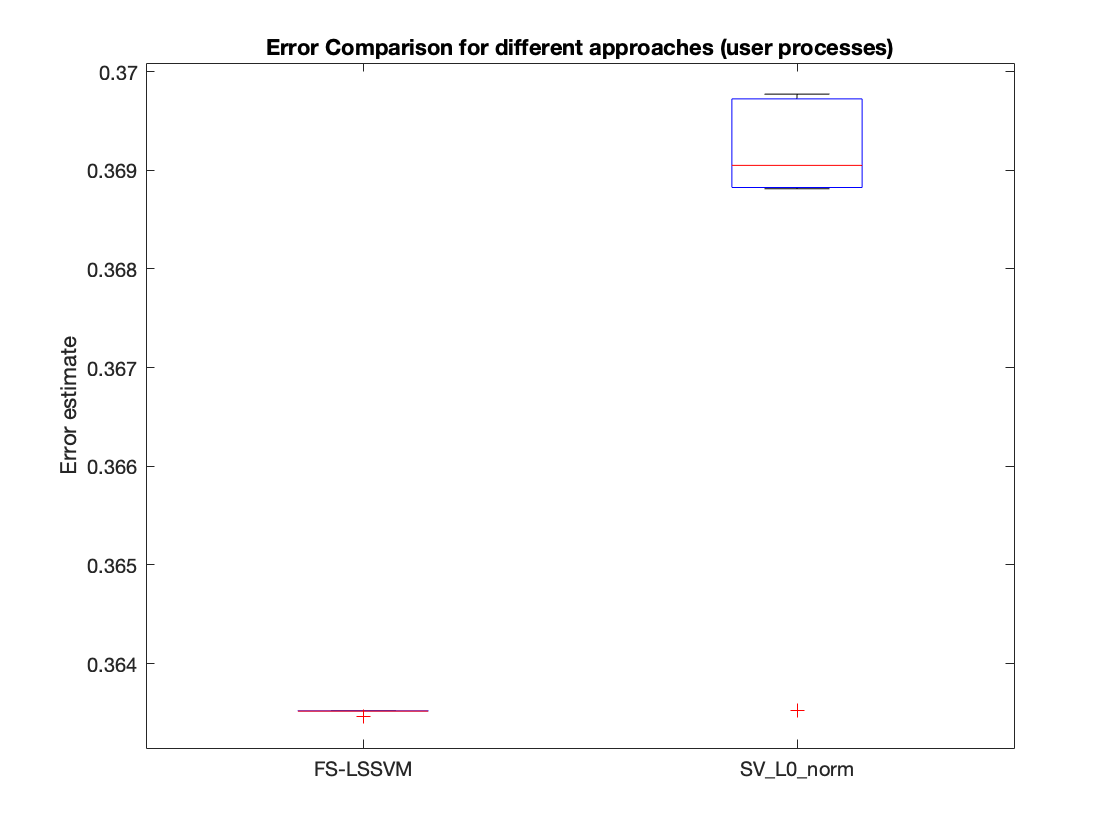 Error Comparison for different approaches (user processes)
0.37
0.369
0.368
0.367
0.366
0.365
0.364
Error estimate
FS-LSSVM
SV_L0_norm